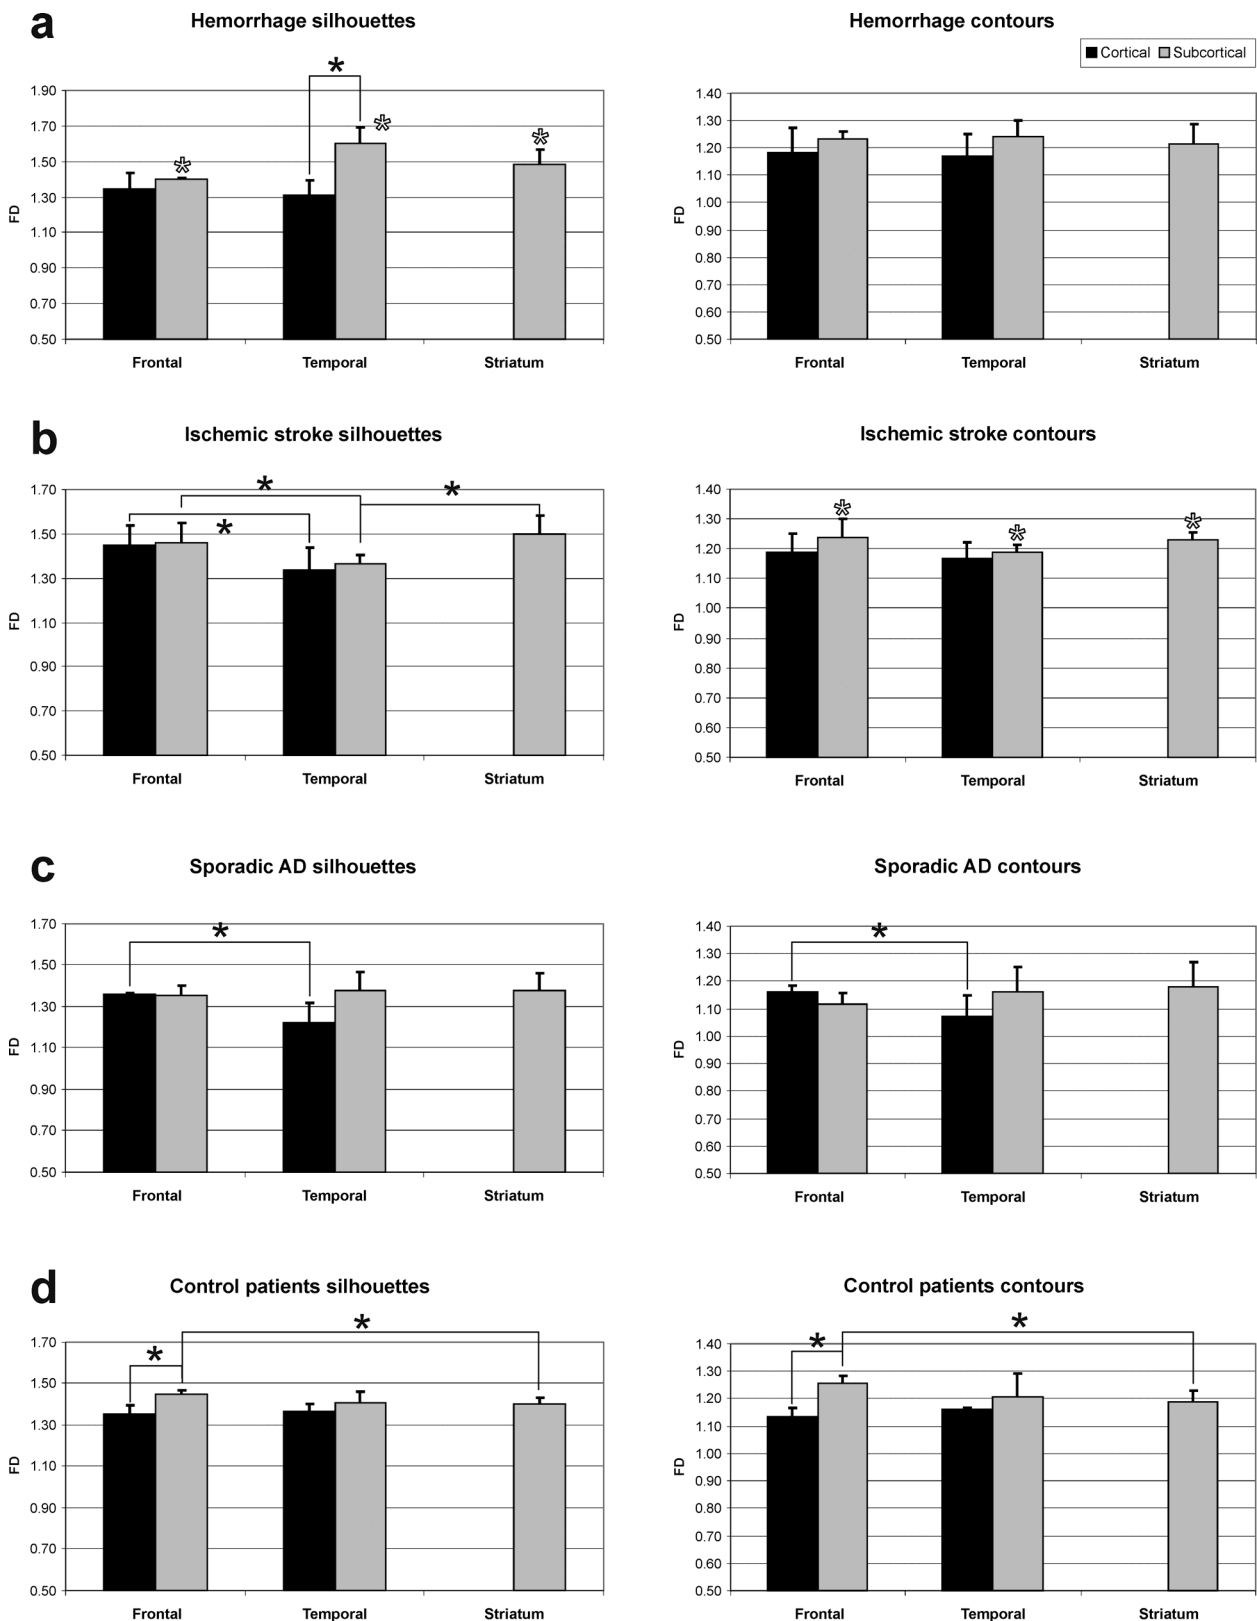 a
Hemorrhage silhouettes
*
1.90
1.70
1.50
1.30
1.10
0.90
0.70
0.50
FD
Frontal Temporal Striatum
Hemorrhage contours
Cortical Subcortical
1.40
1.30
1.20
1.10
1.00
0.90
0.80
0.70
0.60
0.50
FD
Frontal Temporal Striatum
b
Ischemic stroke silhouettes
* *
*
1.70
1.50
1.30
1.10
0.90
0.70
0.50
FD
Frontal Temporal Striatum
Ischemic stroke contours
1.40
1.30
1.20
1.10
1.00
0.90
0.80
0.70
0.60
0.50
FD
Frontal Temporal Striatum
c
Sporadic AD silhouettes
*
1.70
1.50
1.30
1.10
0.90
0.70
0.50
FD
Frontal Temporal Striatum
Sporadic AD contours
*
1.40
1.30
1.20
1.10
1.00
0.90
0.80
0.70
0.60
0.50
FD
Frontal Temporal Striatum
d
Control patients silhouettes
* *
1.70
1.50
1.30
1.10
0.90
0.70
0.50
FD
Frontal Temporal Striatum
Control patients contours
* *
1.40
1.30
1.20
1.10
1.00
0.90
0.80
0.70
0.60
0.50
FD
Frontal Temporal Striatum